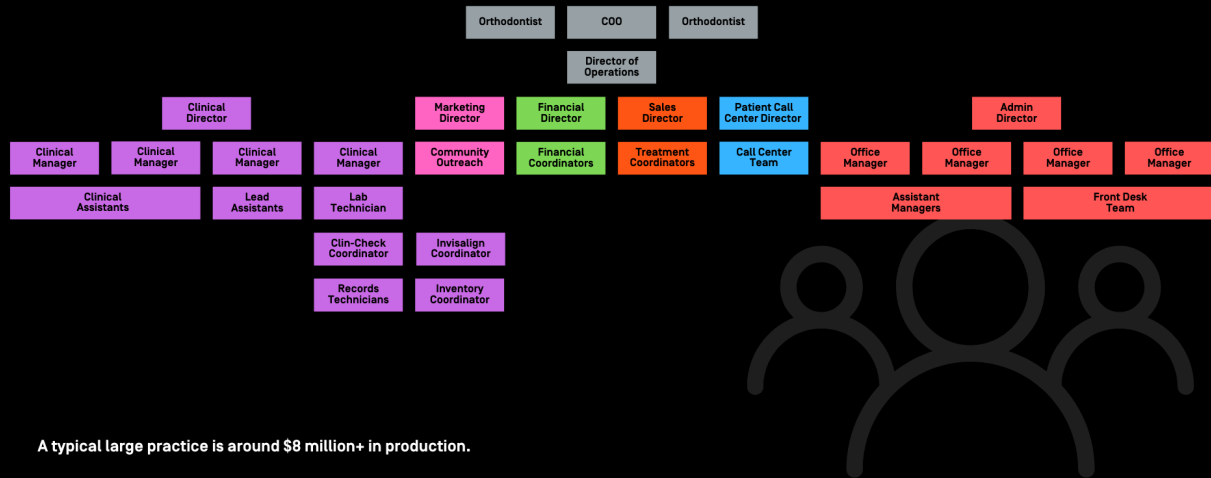 Orthodontist
COO
Orthodontist
Director of
Operations
Clinical
Director
Marketing
Director
Financial
Director
Sales
Director
Patient Call
Center Director
Admin
Director
Clinical
Manager
Clinical
Manager
Clinical
Manager
Clinical
Manager
Community
Outreach
Financial
Coordinators
Treatment
Coordinators
Call Center
Team
Office
Manager
Office
Manager
Office
Manager
Office
Manager
Clinical
Assistants
Lead
Assistants
Lab
Technician
Assistant
Managers
Front Desk
Team
Clin-Check
Coordinator
Invisalign
Coordinator
Records
Technicians
Inventory
Coordinator
A typical large practice is around $8 million+ in production.